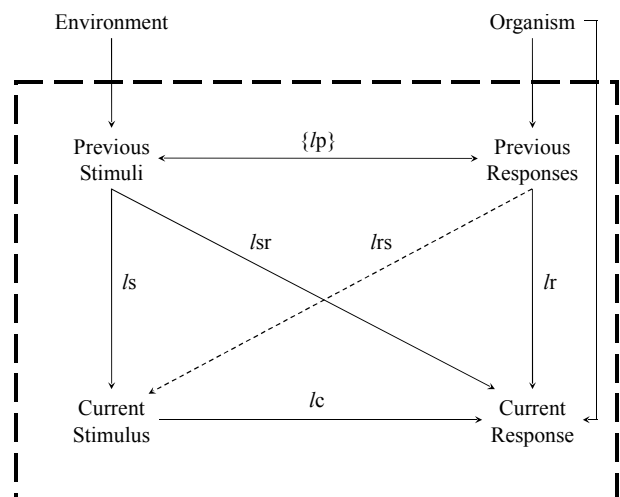 Environment
Organism
Previous
Stimuli
{lp}
Previous
Responses
lsr
lrs
ls
lr
Current
Stimulus
lc
Current
Response